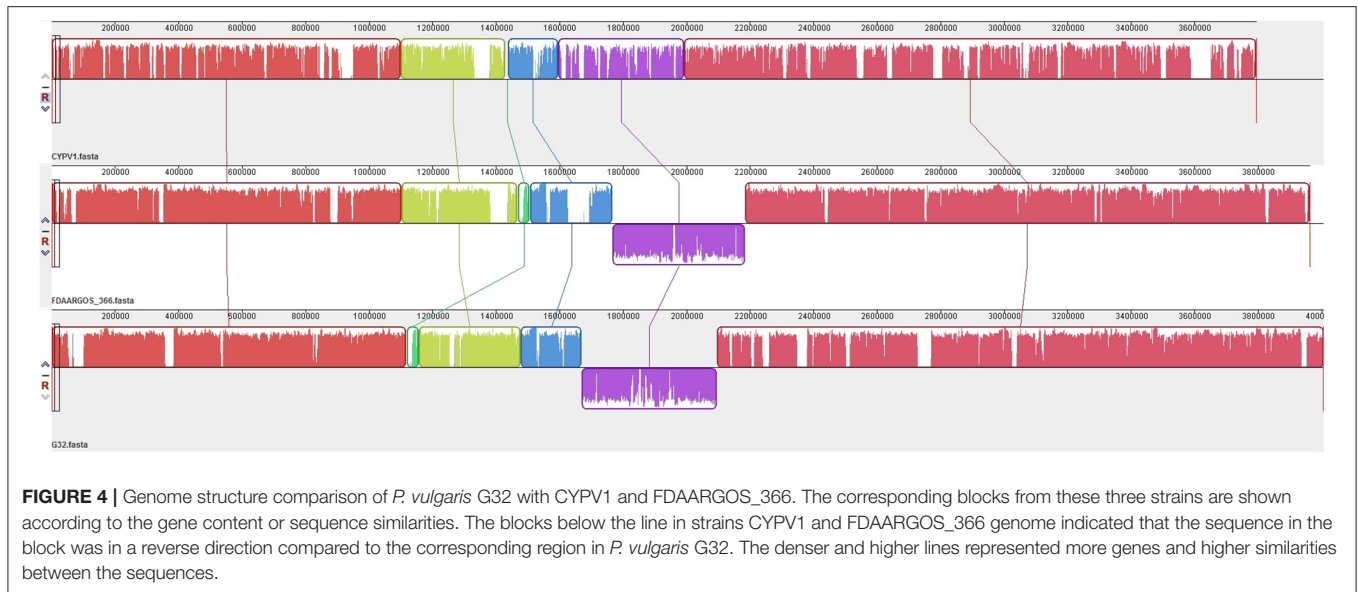 200000 400000 600000 800000 1000000 1200000 1400000 1600000 1800000 2000000 2200000 2400000 2600000 2800000 3000000 3200000 3400000 3600000
R
CYPV1.fasta
200000 400000 600000 800000 1000000 1200000 1400000 1600000 1800000 2000000 2200000 2400000 2600000 2800000 3000000 3200000 3400000 3600000 3800000
R
FDAARGOS_366.fasta
200000 400000 600000 800000 1000000 1200000 1400000 1600000 1800000 2000000 2200000 2400000 2600000 2800000 3000000 3200000 3400000 3600000 3800000 40000
R
G32.fasta
FIGURE 4 | Genome structure comparison of P. vulgaris G32 with CYPV1 and FDAARGOS_366. The corresponding blocks from these three strains are shown
according to the gene content or sequence similarities. The blocks below the line in strains CYPV1 and FDAARGOS_366 genome indicated that the sequence in the
block was in a reverse direction compared to the corresponding region in P. vulgaris G32. The denser and higher lines represented more genes and higher similarities
between the sequences.